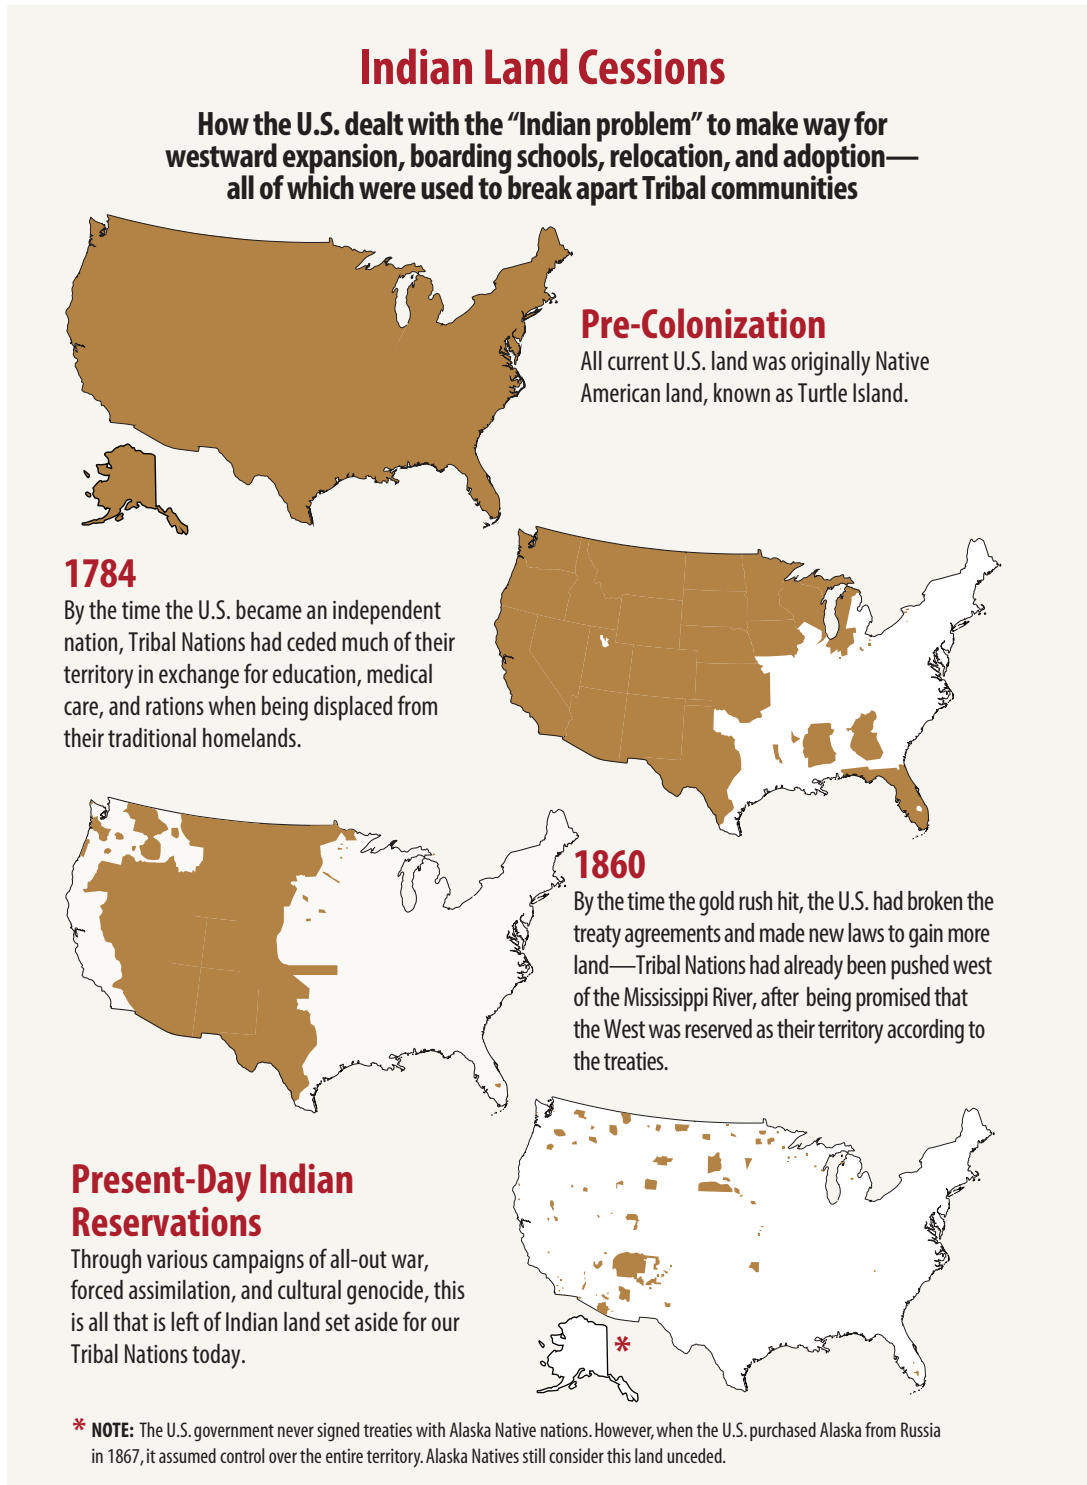 Indian Land Cessions
How the U.S. dealt with the “Indian problem” to make way for
westward expansion, boarding schools, relocation, and adoption—
all of which were used to break apart Tribal communities
Pre-Colonization
All current U.S. land was originally Native
American land, known as Turtle Island.
1784
By the time the U.S. became an independent
nation, Tribal Nations had ceded much of their
territory in exchange for education, medical
care, and rations when being displaced from
their traditional homelands.
1860
By the time the gold rush hit, the U.S. had broken the
treaty agreements and made new laws to gain more
land—Tribal Nations had already been pushed west
of the Mississippi River, after being promised that
the West was reserved as their territory according to
the treaties.
Present-Day Indian
Reservations
Through various campaigns of all-out war,
forced assimilation, and cultural genocide, this
is all that is left of Indian land set aside for our
Tribal Nations today.
*
* NOTE: The U.S. government never signed treaties with Alaska Native nations. However, when the U.S. purchased Alaska from Russia
in 1867, it assumed control over the entire territory. Alaska Natives still consider this land unceded.